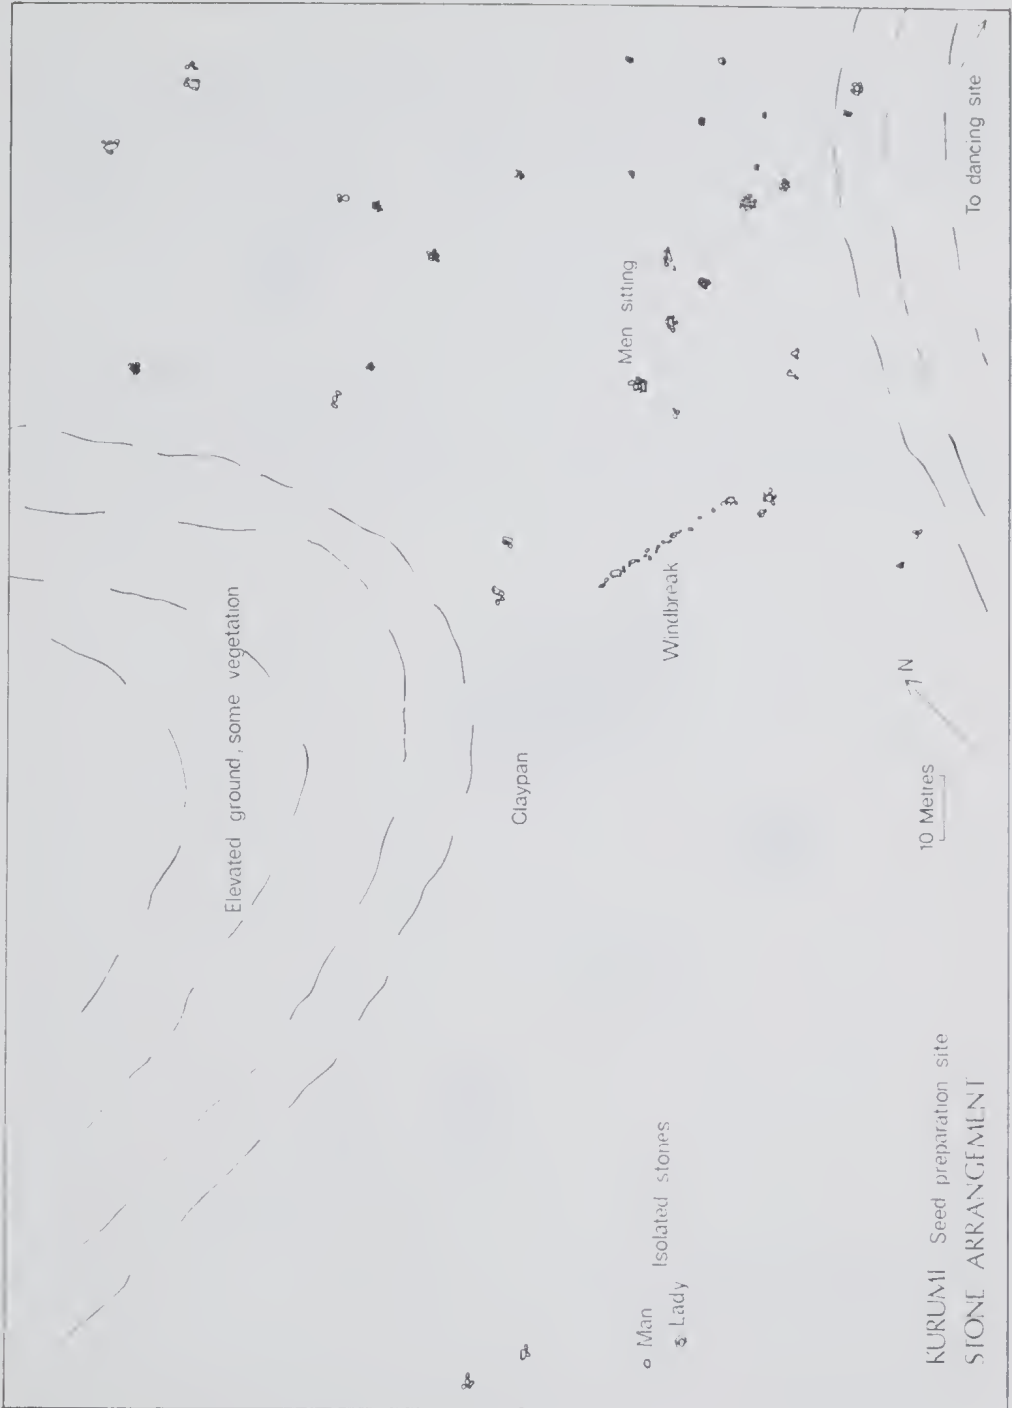 Elevated ground, some vegetation
Claypan
Men sitting
Windbreak
To dancing site
N
10 Metres
Man
Isolated stones
Lady
KURUMI Seed preparation site
STONE ARRANGEMENT